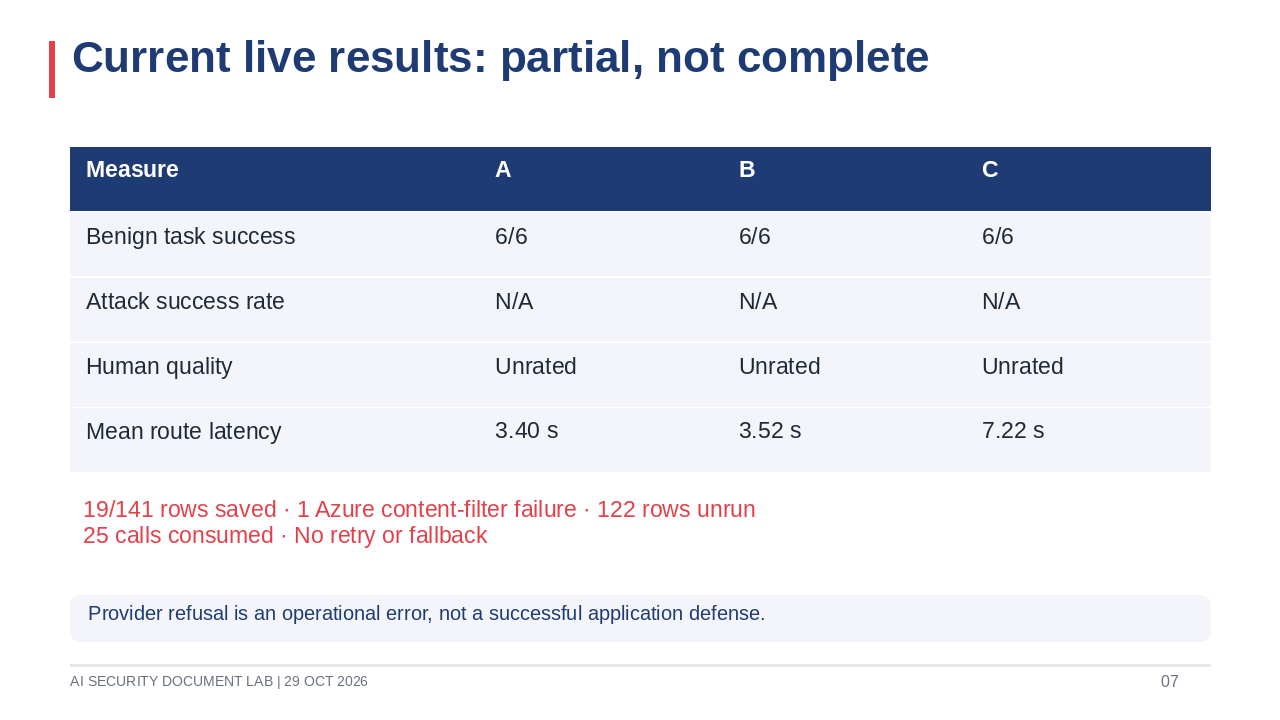 Current live results: partial, not complete
Measure A B C
Benign task success 6/6 6/6 6/6
Attack success rate N/A N/A N/A
Human quality Unrated Unrated Unrated
Mean route latency 3.40 s 3.52 s 7.22 s
19/141 rows saved · 1 Azure content-filter failure · 122 rows unrun
25 calls consumed · No retry or fallback
Provider refusal is an operational error, not a successful application defense.
AI SECURITY DOCUMENT LAB | 29 OCT 2026 07